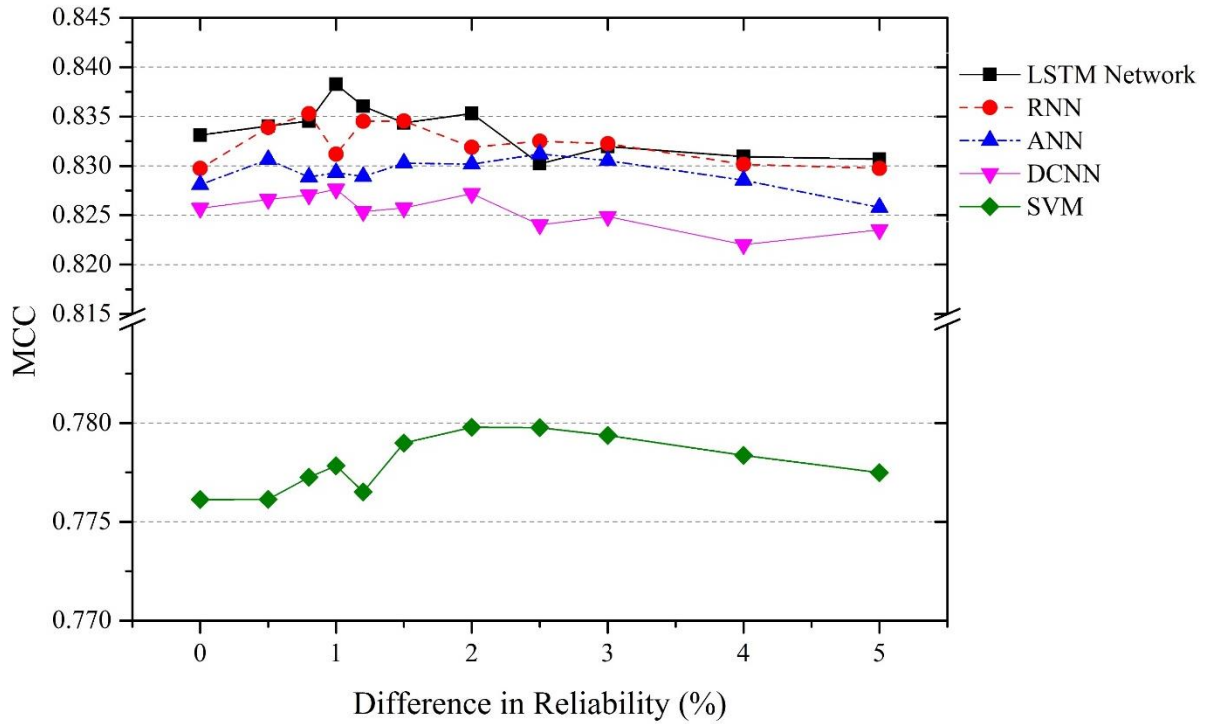 0.845
0.840
0.835
0.830
0.825
0.820
0.815
0.780
0.775
0.770
MCC
0 1 2 3 4 5
Difference in Reliability (%)
LSTM Network
RNN
ANN
DCNN
SVM